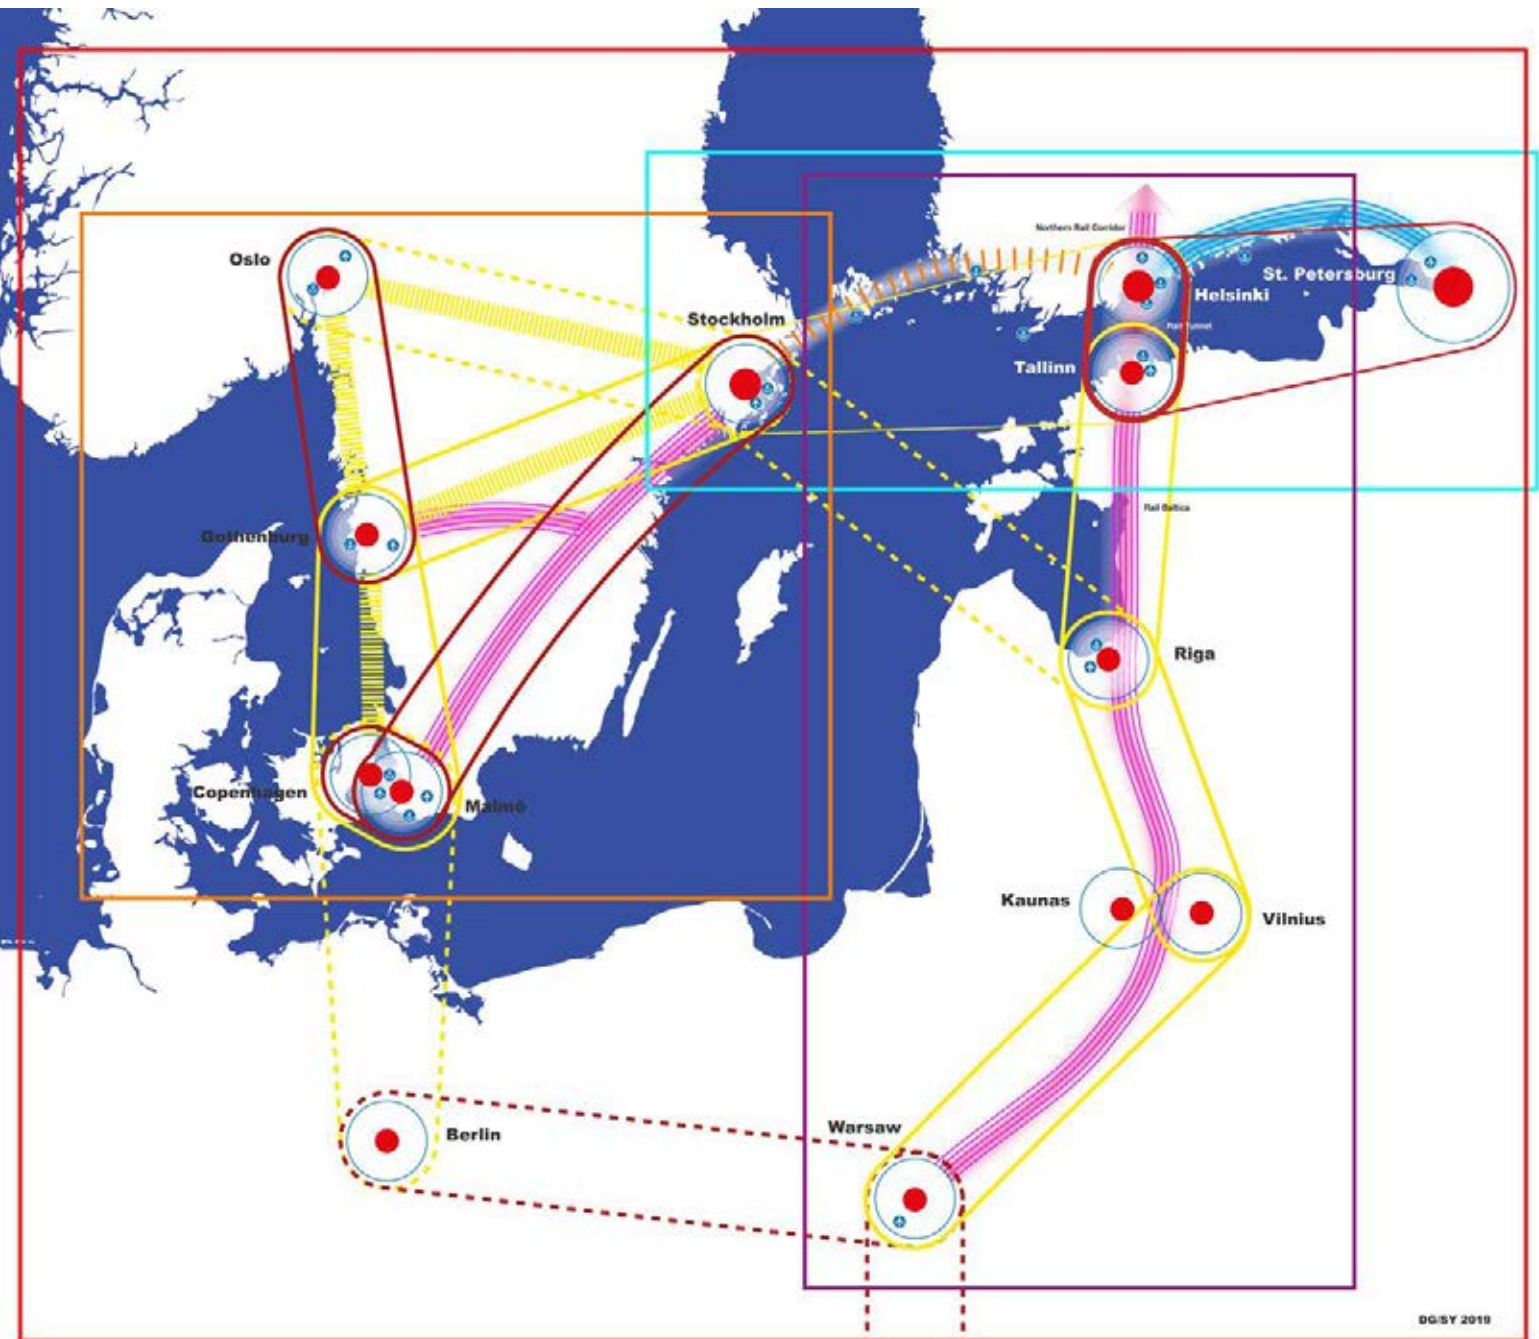 Northern Rail Corridor
Oslo
St. Petersburg
Helsinki
Stockholm
Rail Tunnel
Tallinn
Rail Baltica
Gothenburg
Riga
Copenhagen
Malmö
Kaunas
Vilnius
Warsaw
Berlin
DG/SY 2019